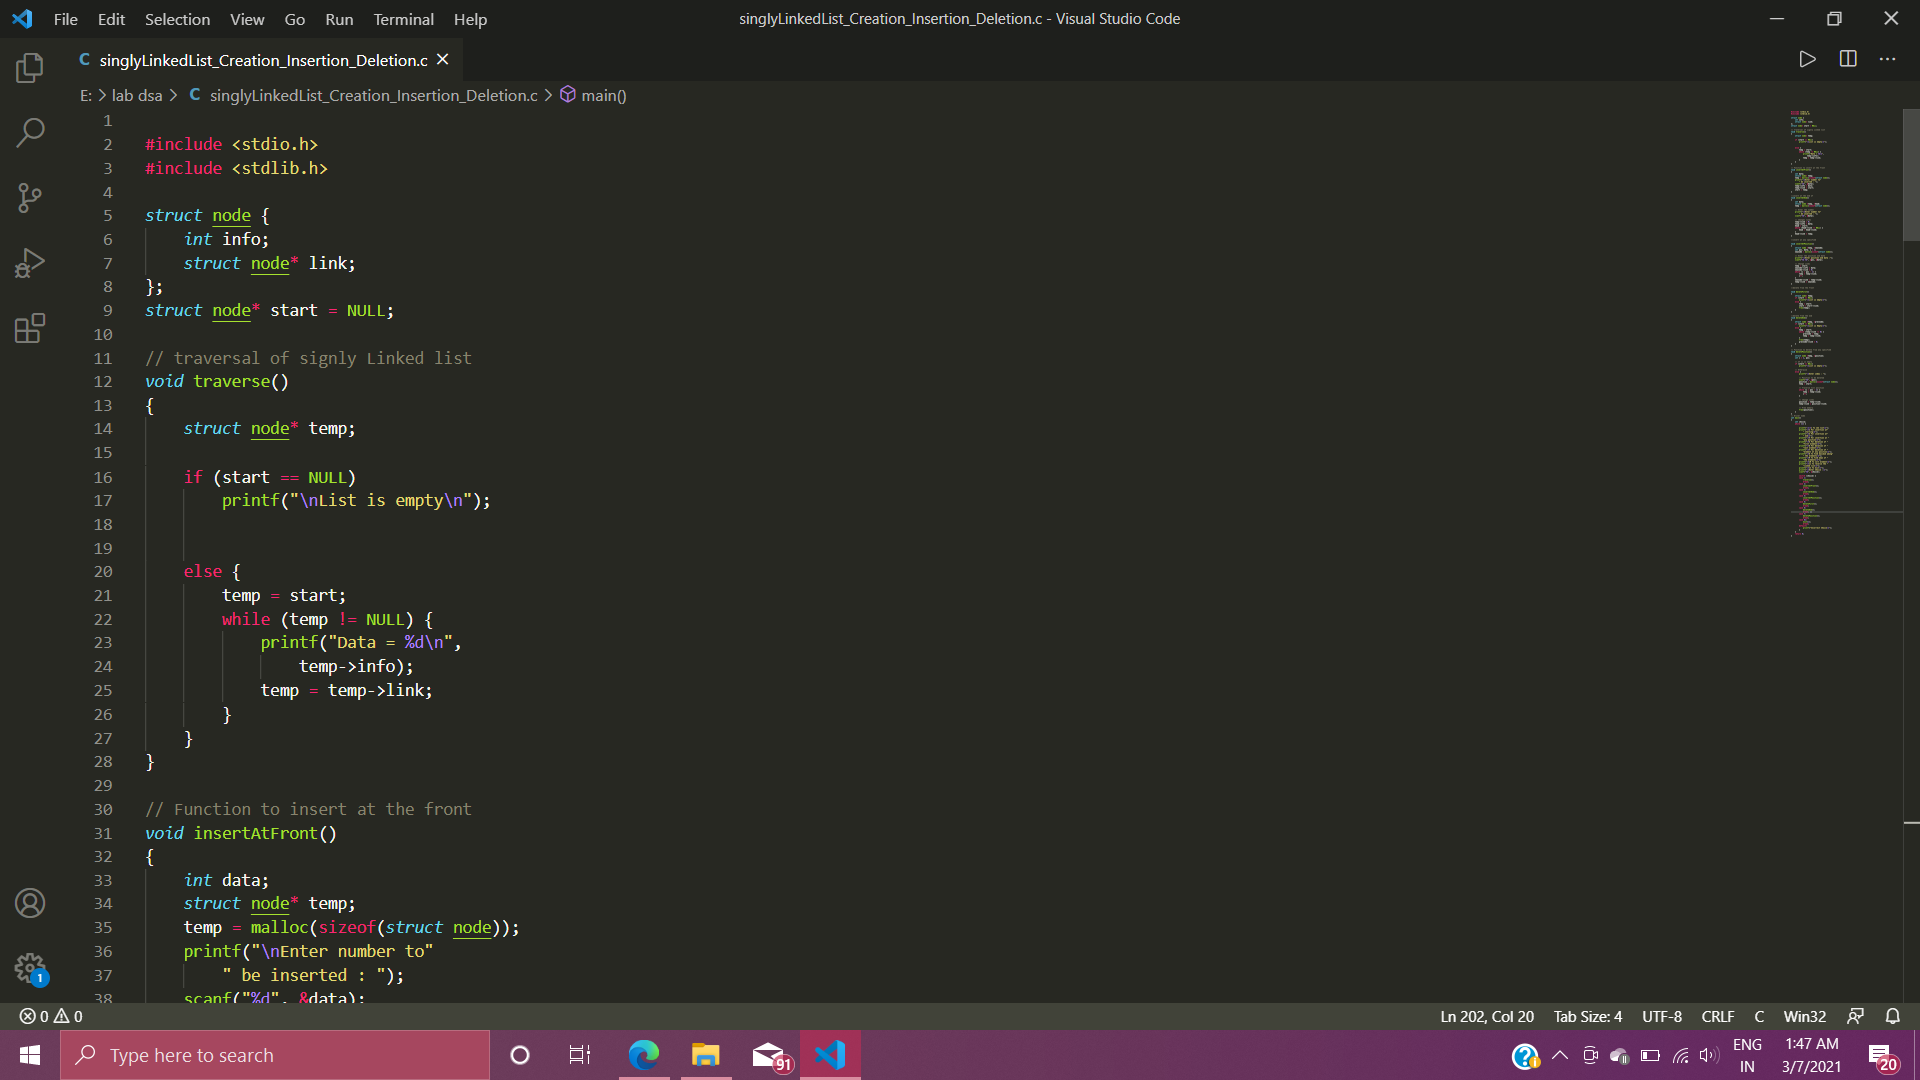 File Edit Selection View Go Run Terminal Help
singlyLinkedList_Creation_Insertion_Deletion.c - Visual Studio Code
C singlyLinkedList_Creation_Insertion_Deletion.c
E: > lab dsa > C singlyLinkedList_Creation_Insertion_Deletion.c > main()
1
2 #include <stdio.h>
3 #include <stdlib.h>
4
5 struct node {
6 int info;
7 struct node* link;
8 };
9 struct node* start = NULL;
10
11 // traversal of signly Linked list
12 void traverse()
13 {
14 struct node* temp;
15
16 if (start == NULL)
17 printf("\nList is empty\n");
18
19
20 else {
21 temp = start;
22 while (temp != NULL) {
23 printf("Data = %d\n",
24 temp->info);
25 temp = temp->link;
26 }
27 }
28 }
29
30 // Function to insert at the front
31 void insertAtFront()
32 {
33 int data;
34 struct node* temp;
35 temp = malloc(sizeof(struct node));
36 printf("\nEnter number to"
37 " be inserted : ");
38 scanf("%d", &data);
1
0 0 Ln 202, Col 20 Tab Size: 4 UTF-8 CRLF C Win32
Type here to search
91
ENG
IN
1:47 AM
3/7/2021
20